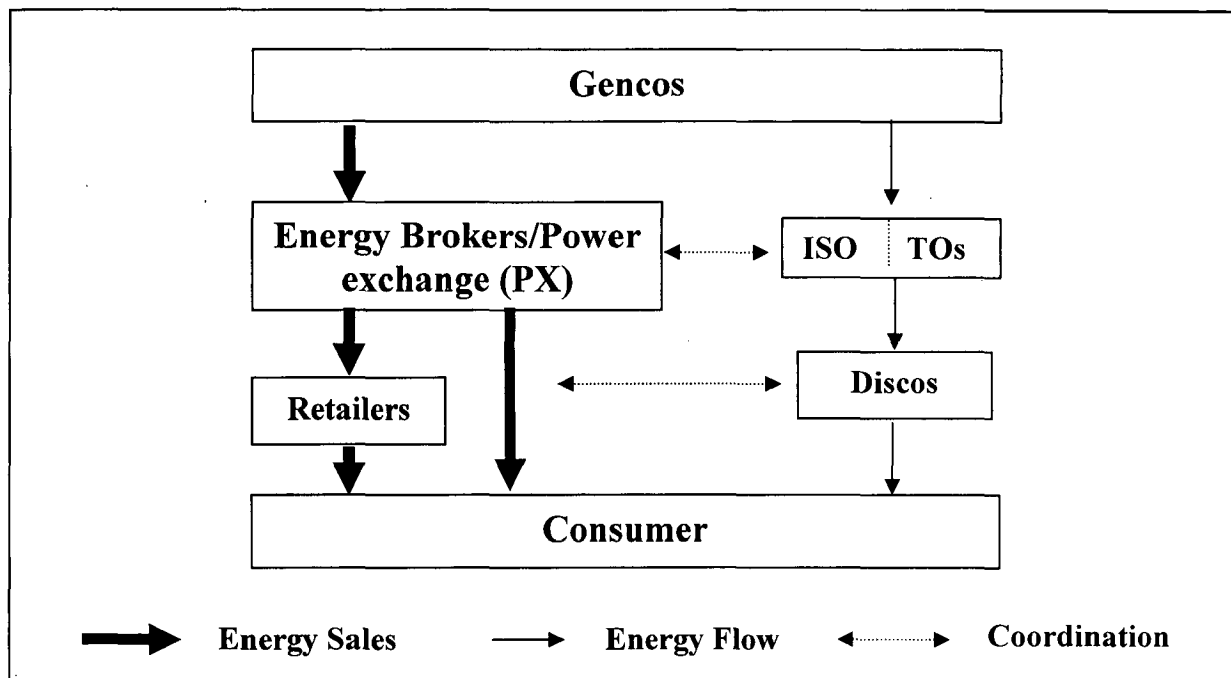 Gencos
Energy Brokers/Power
exchange (PX)
ISO TOs
Retailers
Discos
Consumer
Energy Sales
Energy Flow
Coordination